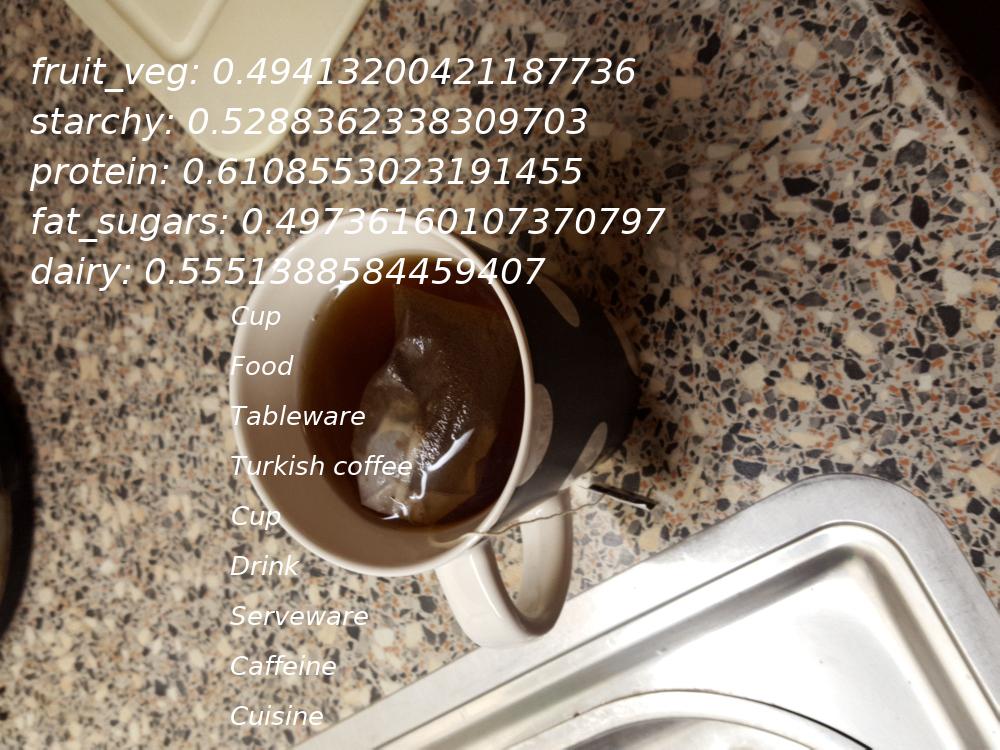 fruit_veg: 0.49413200421187736
starchy: 0.5288362338309703
protein: 0.6108553023191455
fat_sugars: 0.49736160107370797
dairy: 0.5551388584459407
Cup
Food
Tableware
Turkish coffee
Cup
Drink
Serveware
Caffeine
Cuisine